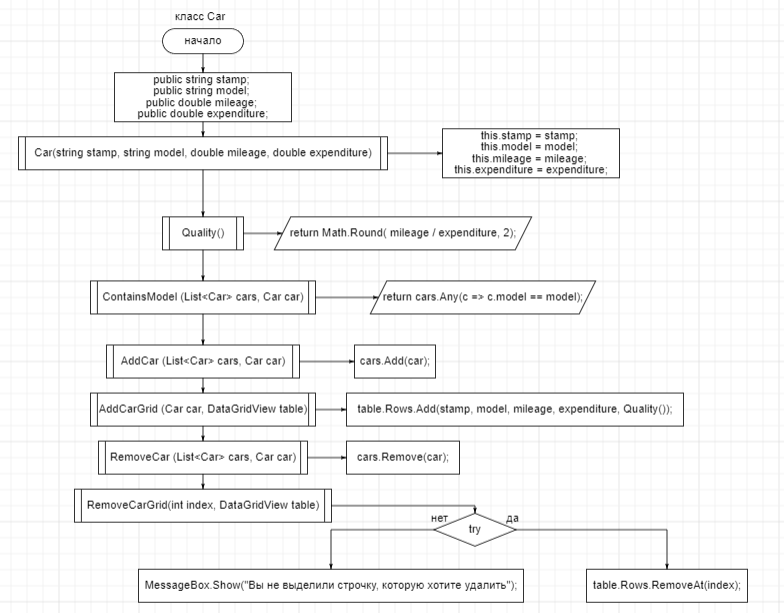 класс Car
начало
public string stamp;
public string model;
public double mileage;
public double expenditure;
Car(string stamp, string model, double mileage, double expenditure)
this.stamp = stamp;
this.model = model;
this.mileage = mileage;
this.expenditure = expenditure;
Quality()
return Math.Round( mileage / expenditure, 2);
ContainsModel (List<Car> cars, Car car)
return cars.Any(c => c.model == model);
AddCar (List<Car> cars, Car car)
cars.Add(car);
AddCarGrid (Car car, DataGridView table)
table.Rows.Add(stamp, model, mileage, expenditure, Quality());
RemoveCar (List<Car> cars, Car car)
cars.Remove(car);
RemoveCarGrid(int index, DataGridView table)
нет
да
try
MessageBox.Show("Вы не выделили строчку, которую хотите удалить");
table.Rows.RemoveAt(index);